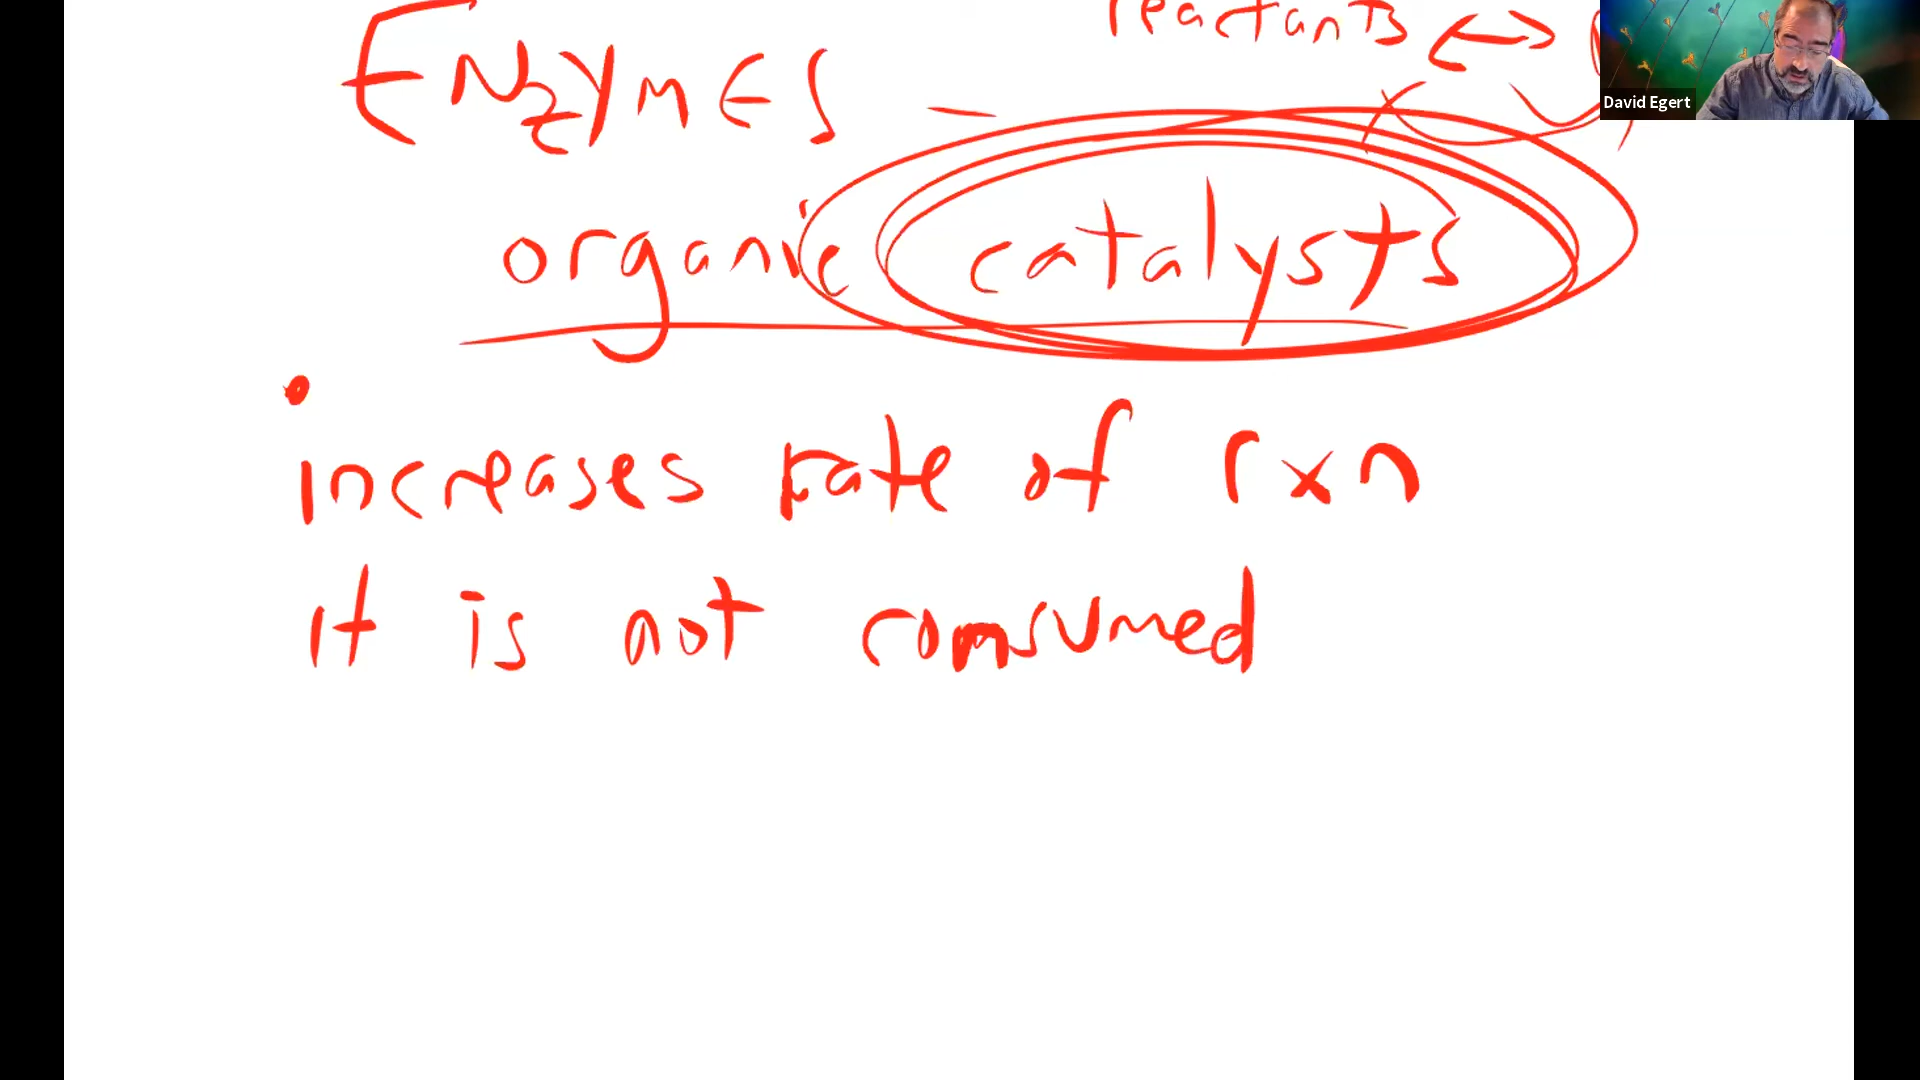 reactants ↔
ENZYMES —
David Egert
organic catalysts
increases rate of rxn
it is not consumed